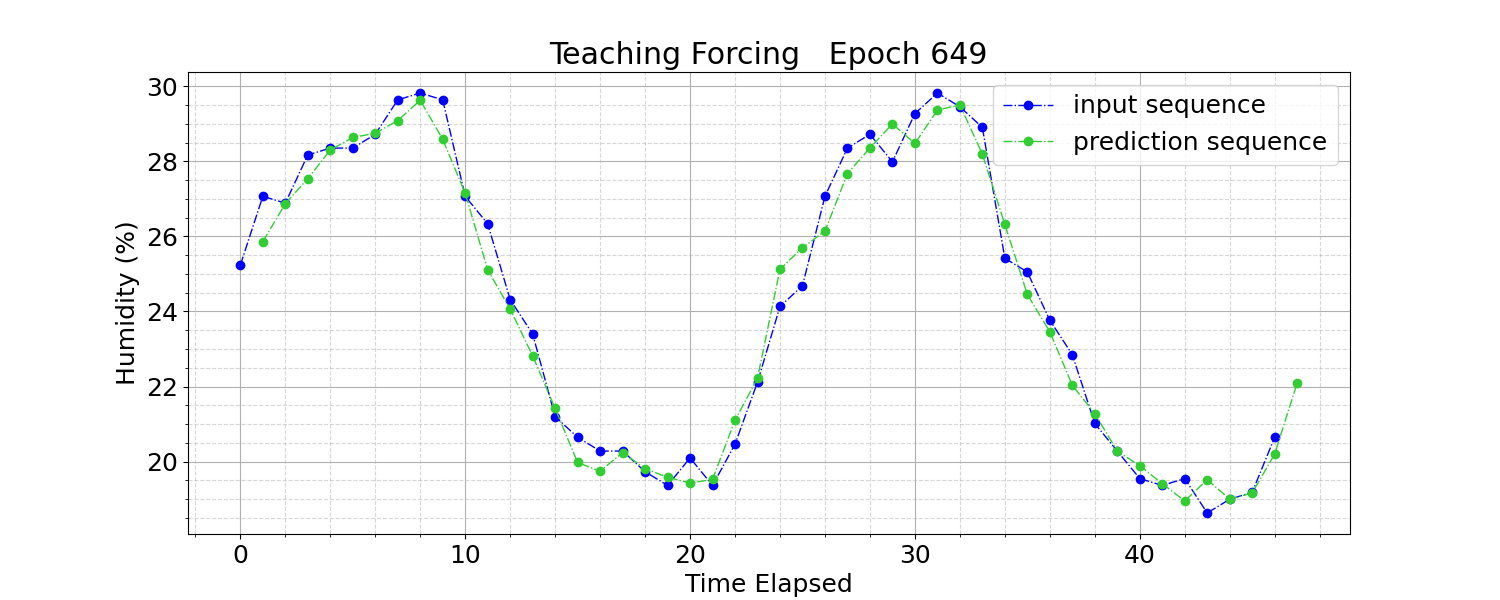 Teaching Forcing   Epoch 649
30
28
26
24
22
20
Humidity (%)
input sequence
prediction sequence
0 10 20 30 40
Time Elapsed